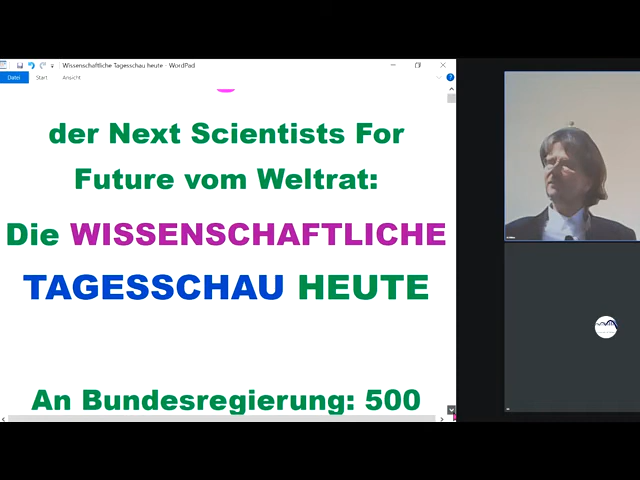 Wissenschaftliche Tagesschau heute - WordPad
Datei Start Ansicht
der Next Scientists For
Future vom Weltrat:
Die WISSENSCHAFTLICHE
TAGESSCHAU HEUTE
An Bundesregierung: 500